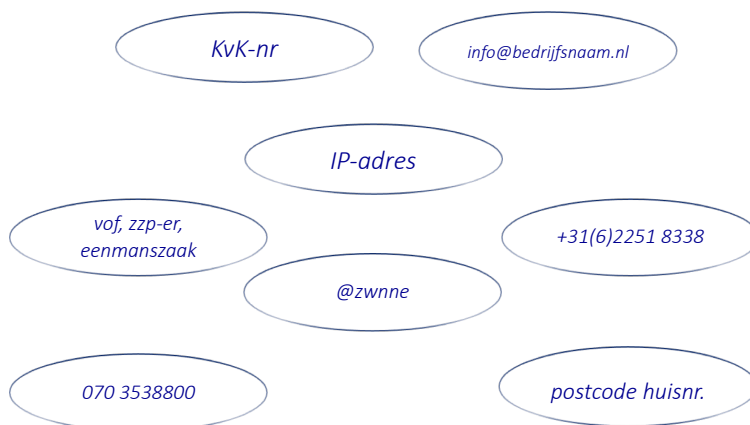 KvK-nr
info@bedrijfsnaam.nl
IP-adres
vof, zzp-er,
eenmanszaak
+31(6)2251 8338
@zwnne
070 3538800
postcode huisnr.